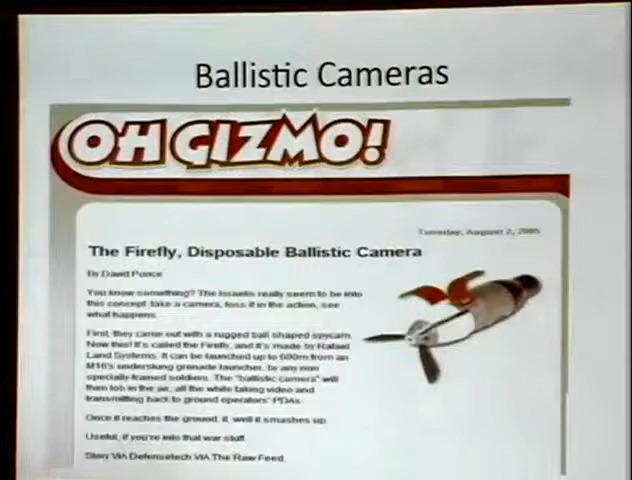 Ballistic Cameras
OH GIZMO!
Tuesday, August 2, 2005
The Firefly, Disposable Ballistic Camera
By David Ponce
You know something? The Israelis really seem to be into
this concept: take a camera, toss it in the action, see
what happens.
First, they came out with a rugged ball shaped spycam.
Now this! It's called the Firefly, and it's made by Rafael
Land Systems. It can be launched up to 600m from an
M16's underslung grenade launcher, by any non
specially-trained soldiers. The "ballistic camera" will
then lob in the air, all the while taking video and
transmitting back to ground operators' PDAs.
Once it reaches the ground, it, well it smashes up.
Useful, if you're into that war stuff.
Story VIA Defensetech VIA The Raw Feed.